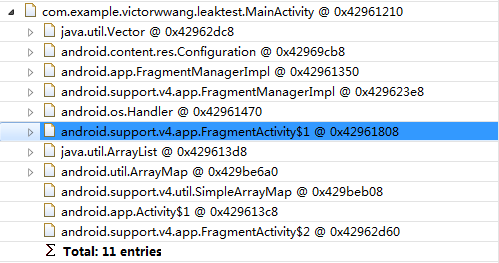 com.example.victorwwang.leaktest.MainActivity @ 0x42961210
java.util.Vector @ 0x42962dc8
android.content.res.Configuration @ 0x42969cb8
android.app.FragmentManagerImpl @ 0x42961350
android.support.v4.app.FragmentManagerImpl @ 0x429623e8
android.os.Handler @ 0x42961470
android.support.v4.app.FragmentActivity$1 @ 0x42961808
java.util.ArrayList @ 0x429613d8
android.util.ArrayMap @ 0x429be6a0
android.support.v4.util.SimpleArrayMap @ 0x429beb08
android.app.Activity$1 @ 0x429613c8
android.support.v4.app.FragmentActivity$2 @ 0x42962d60
Σ Total: 11 entries